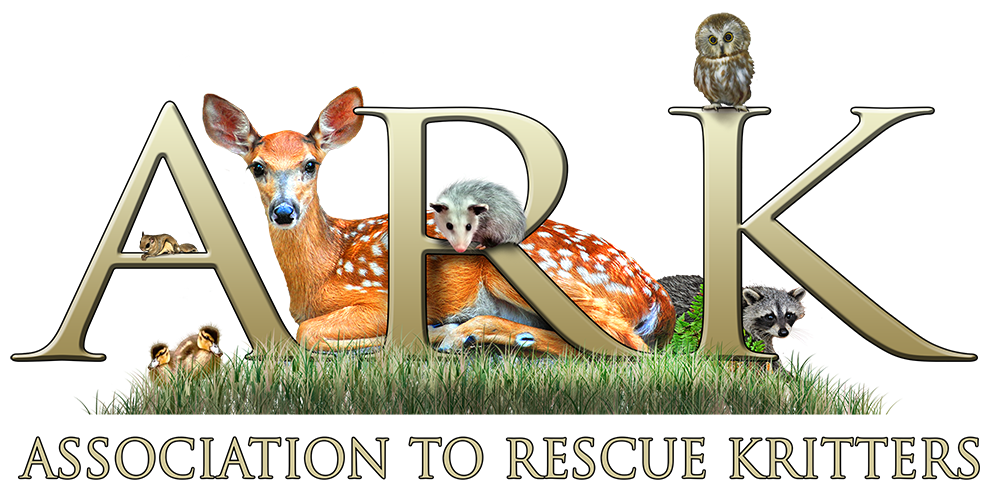 ARK
ASSOCIATION TO RESCUE KRITTERS